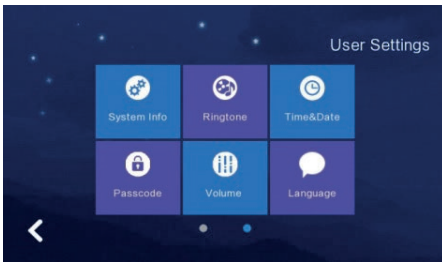 User Settings
System Info
Ringtone
Time&Date
Passcode
Volume
Language